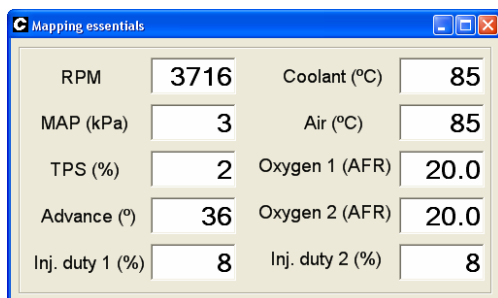 C Mapping essentials
RPM 3716 Coolant (ºC) 85
MAP (kPa) 3 Air (ºC) 85
TPS (%) 2 Oxygen 1 (AFR) 20.0
Advance (º) 36 Oxygen 2 (AFR) 20.0
Inj. duty 1 (%) 8 Inj. duty 2 (%) 8